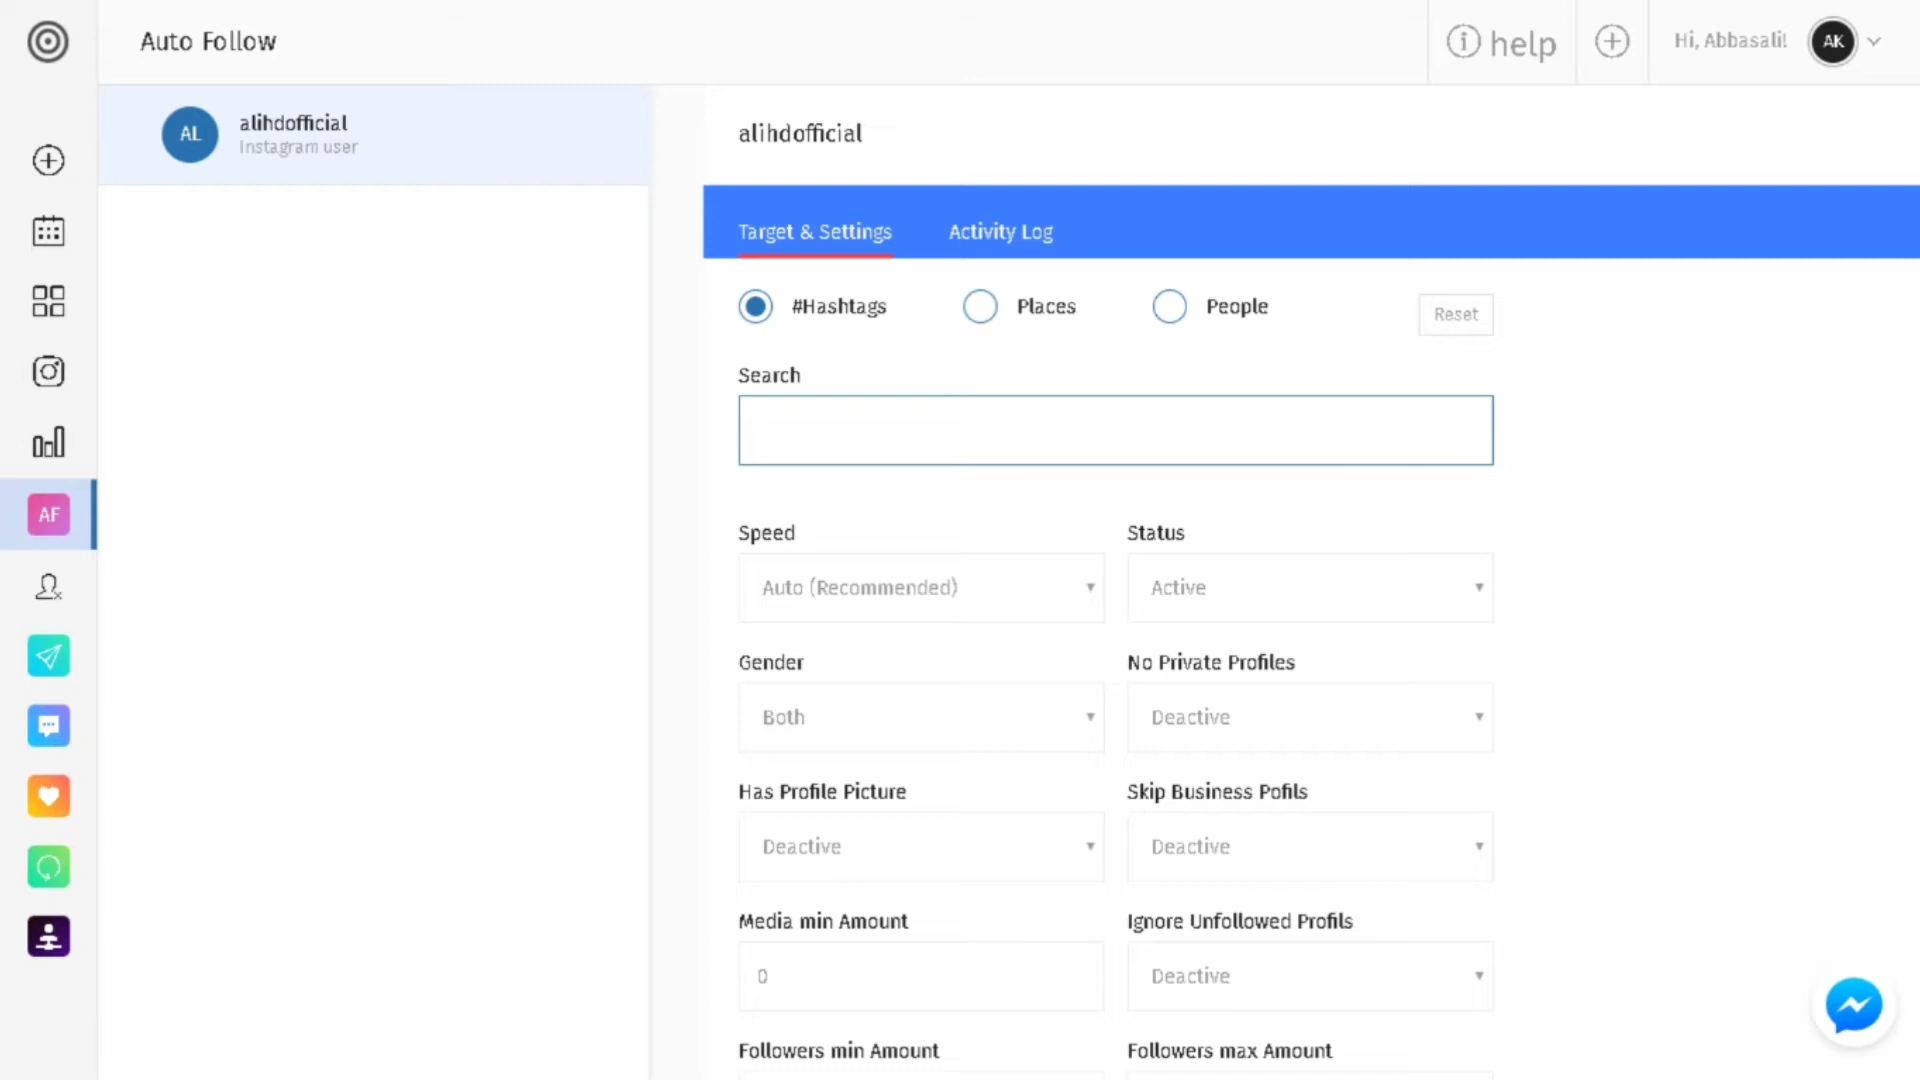 Auto Follow
help
Hi, Abbasali!
AK
AL
alihdofficial
Instagram user
alihdofficial
Target & Settings
Activity Log
#Hashtags
Places
People
Reset
Search
AF
Speed
Status
Auto (Recommended)
Active
Gender
No Private Profiles
Both
Deactive
Has Profile Picture
Skip Business Pofils
Deactive
Deactive
Media min Amount
Ignore Unfollowed Profils
0
Deactive
Followers min Amount
Followers max Amount